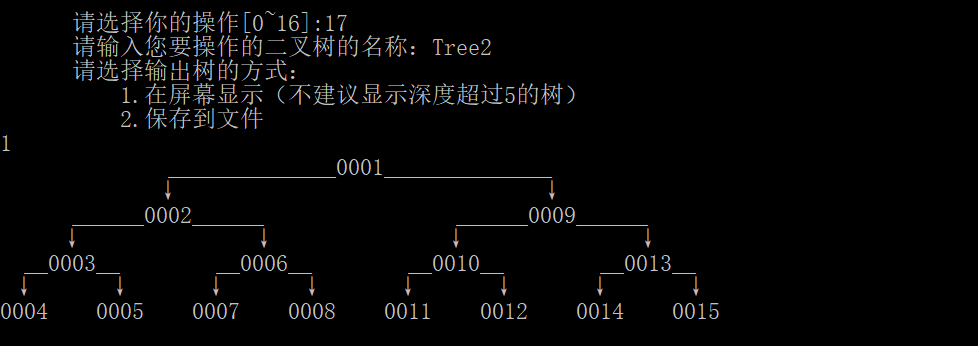 请选择你的操作[0~16]:17
请输入您要操作的二叉树的名称：Tree2
请选择输出树的方式：
1.在屏幕显示（不建议显示深度超过5的树）
2.保存到文件
1
______________0001______________
↓ ↓
______0002______ ______0009______
↓ ↓ ↓ ↓
__0003__ __0006__ __0010__ __0013__
↓ ↓ ↓ ↓ ↓ ↓ ↓ ↓
0004 0005 0007 0008 0011 0012 0014 0015